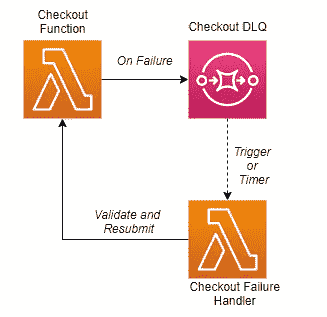 Checkout
Function
Checkout DLQ
On Failure
Trigger
or
Timer
Validate and
Resubmit
Checkout Failure
Handler